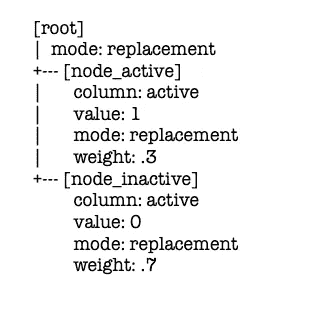 [root]
|  mode: replacement
+--- [node_active]
|      column: active
|      value: 1
|      mode: replacement
|      weight: .3
+--- [node_inactive]
       column: active
       value: 0
       mode: replacement
       weight: .7